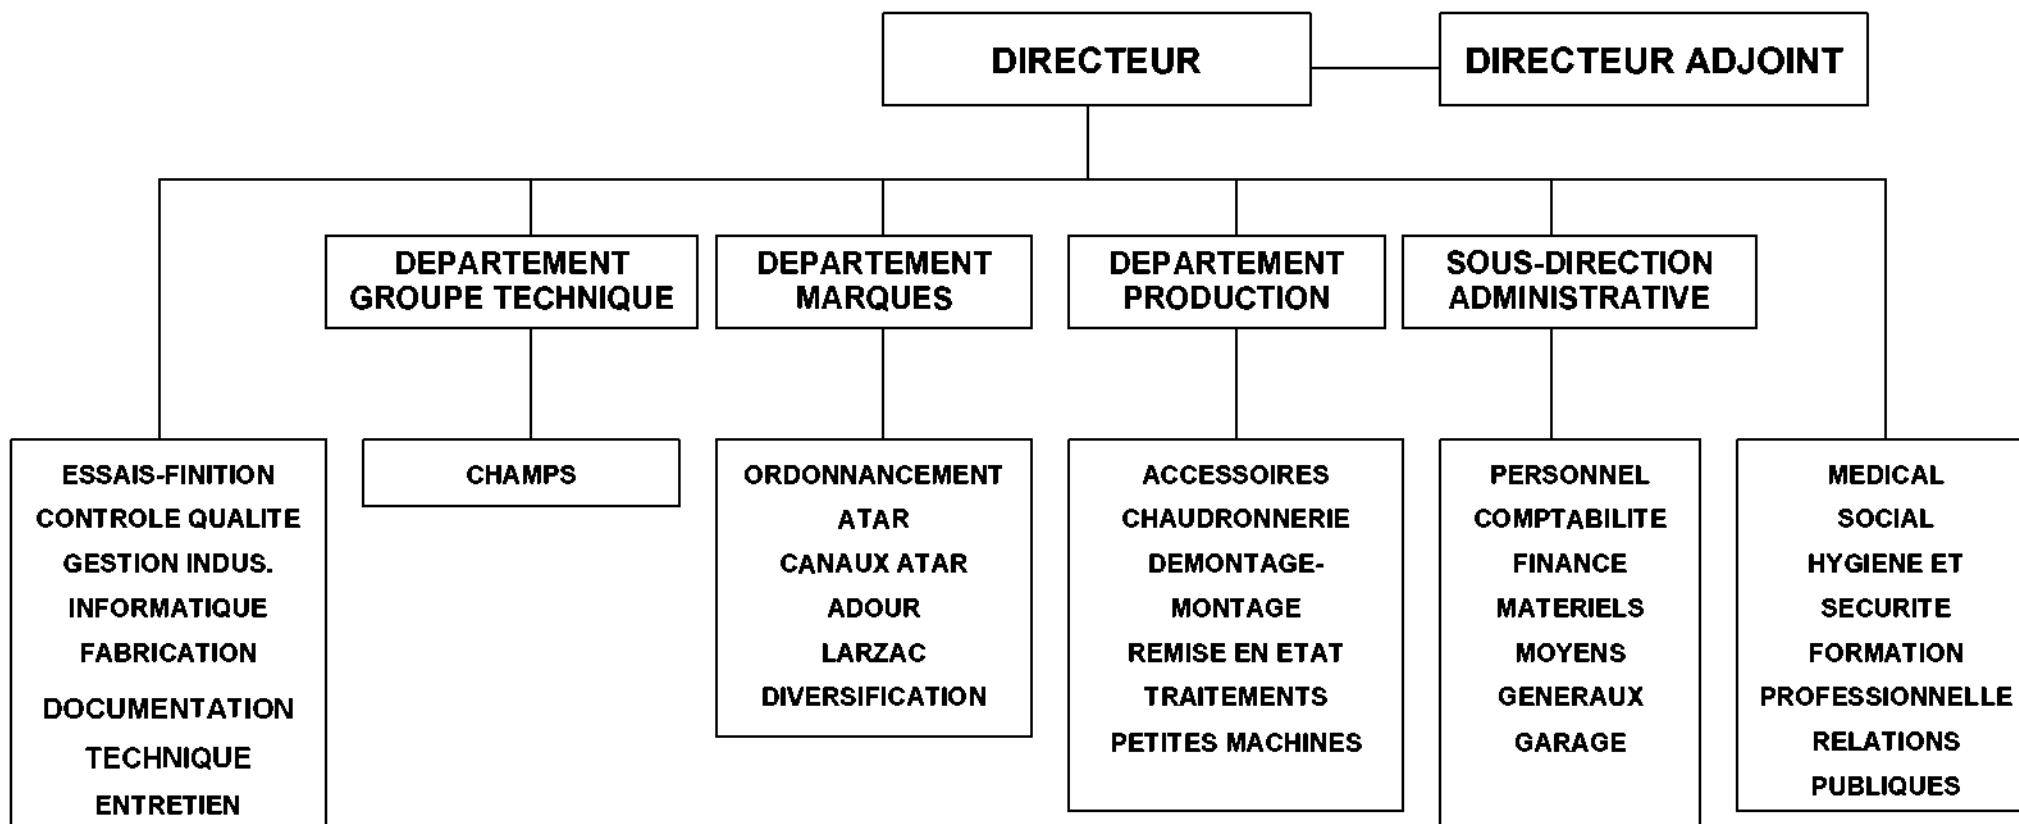 DIRECTEUR
DIRECTEUR ADJOINT
DEPARTEMENT
GROUPE TECHNIQUE
DEPARTEMENT
MARQUES
DEPARTEMENT
PRODUCTION
SOUS-DIRECTION
ADMINISTRATIVE
ESSAIS-FINITION
CONTROLE QUALITE
GESTION INDUS.
INFORMATIQUE
FABRICATION
DOCUMENTATION
TECHNIQUE
ENTRETIEN
CHAMPS
ORDONNANCEMENT
ATAR
CANAUX ATAR
ADOUR
LARZAC
DIVERSIFICATION
ACCESSOIRES
CHAUDRONNERIE
DEMONTAGE-
MONTAGE
REMISE EN ETAT
TRAITEMENTS
PETITES MACHINES
PERSONNEL
COMPTABILITE
FINANCE
MATERIELS
MOYENS
GENERAUX
GARAGE
MEDICAL
SOCIAL
HYGIENE ET
SECURITE
FORMATION
PROFESSIONNELLE
RELATIONS
PUBLIQUES